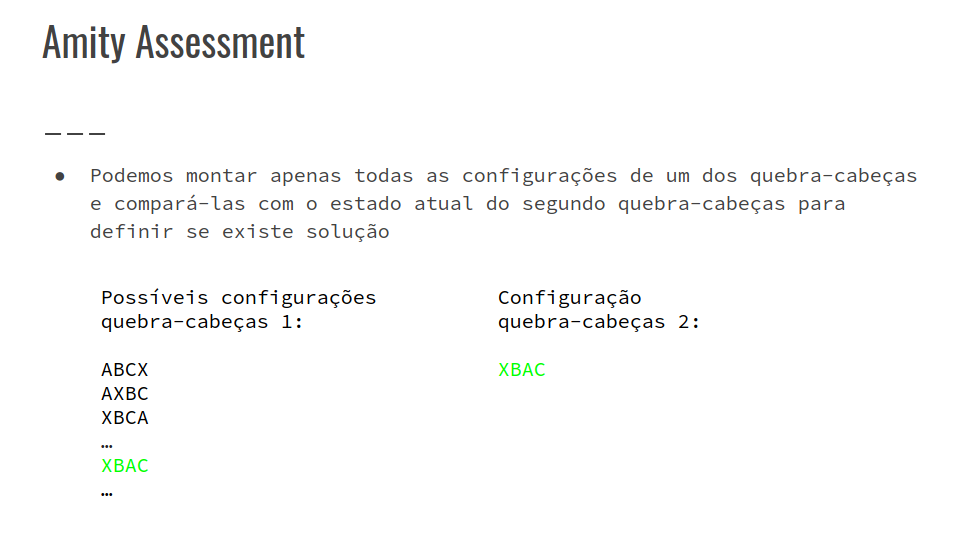 Amity Assessment
● Podemos montar apenas todas as configurações de um dos quebra-cabeças
e compará-las com o estado atual do segundo quebra-cabeças para
definir se existe solução
Possíveis configurações
quebra-cabeças 1:
ABCX
AXBC
XBCA
…
XBAC
…
Configuração
quebra-cabeças 2:
XBAC